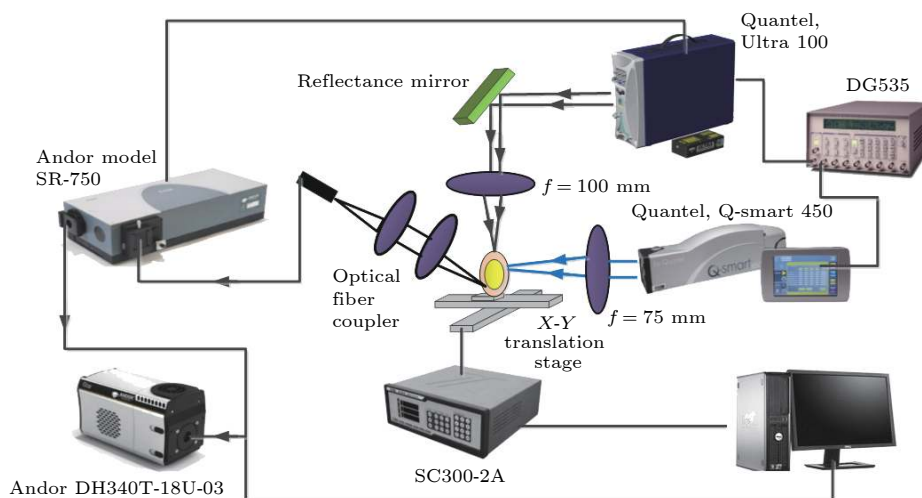 Quantel,
Ultra 100
Reflectance mirror
DG535
Andor model
SR-750
f = 100 mm
Quantel, Q-smart 450
Q-smart
Optical
fiber
coupler
X-Y
translation
stage
f = 75 mm
SC300-2A
Andor DH340T-18U-03